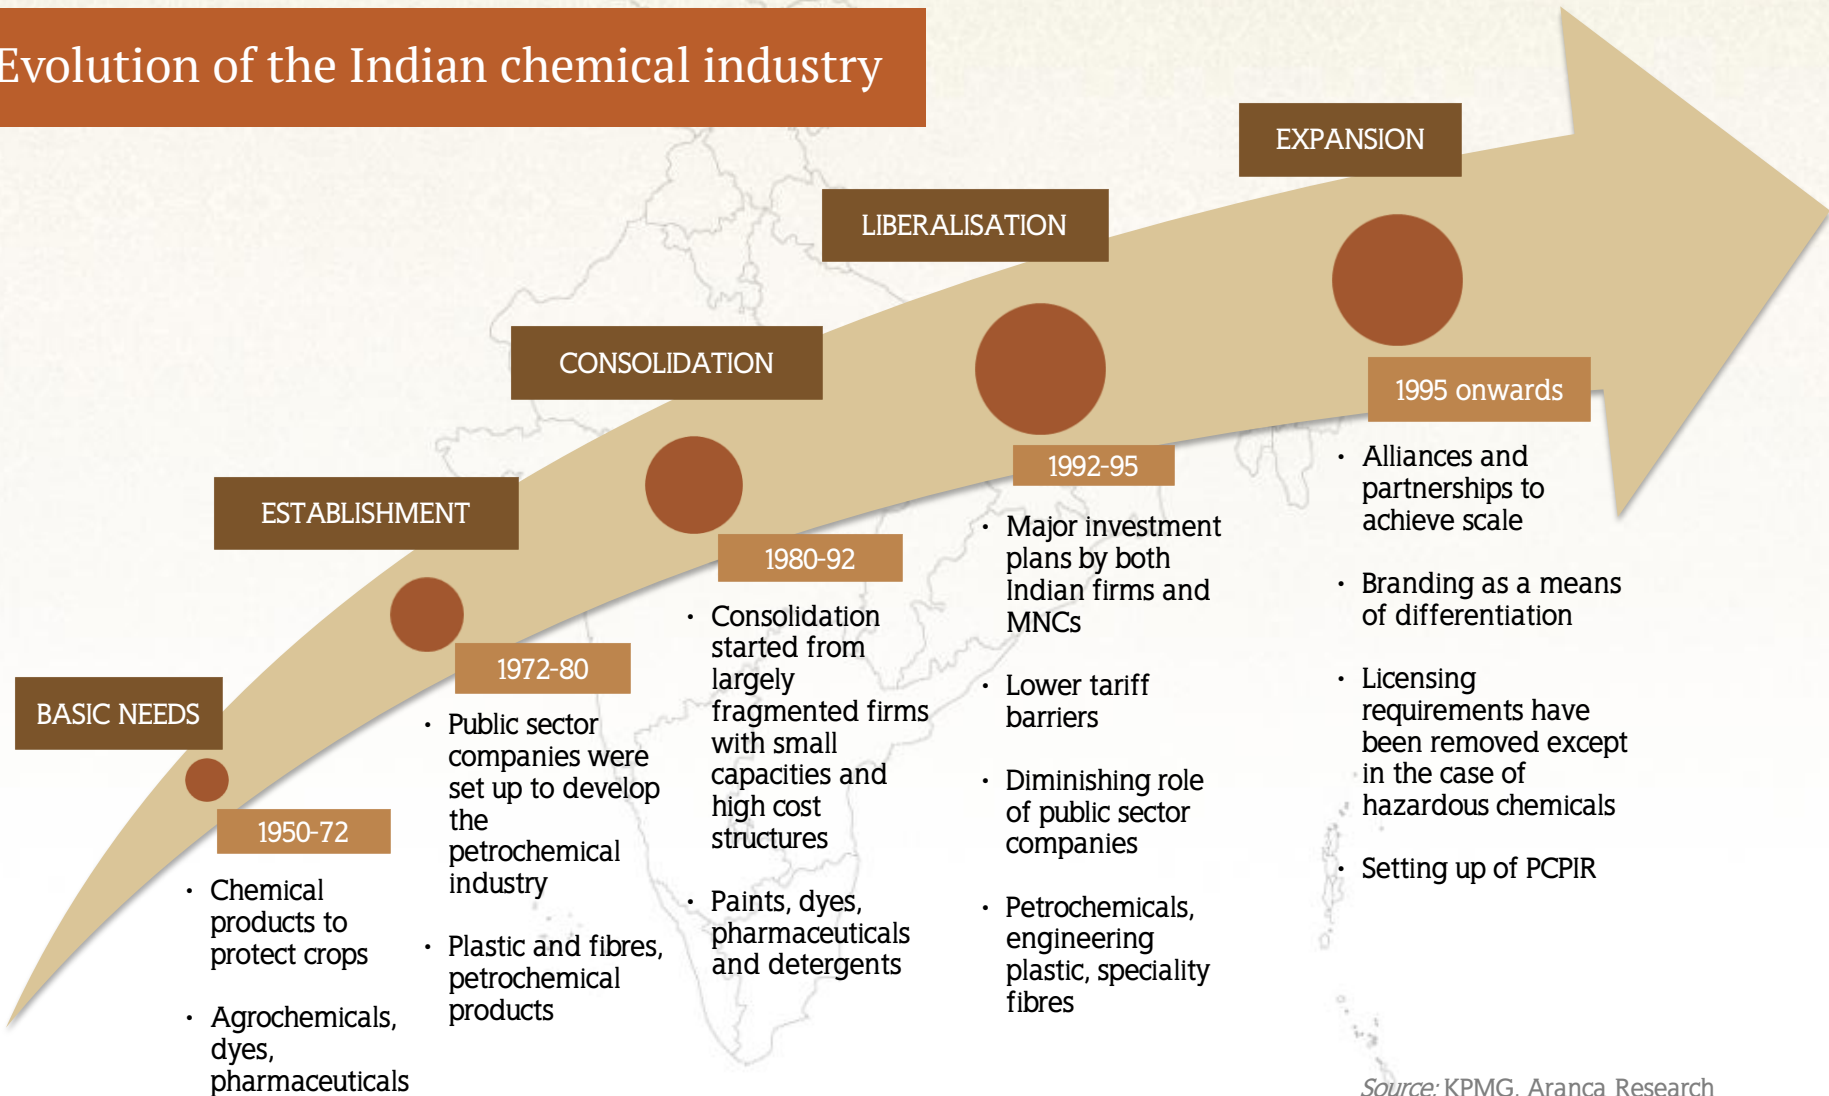 Evolution of the Indian chemical industry
BASIC NEEDS
1950-72
• Chemical
products to
protect crops
• Agrochemicals,
dyes,
pharmaceuticals
ESTABLISHMENT
1972-80
• Public sector
companies were
set up to develop
the
petrochemical
industry
• Plastic and fibres,
petrochemical
products
CONSOLIDATION
1980-92
• Consolidation
started from
largely
fragmented firms
with small
capacities and
high cost
structures
• Paints, dyes,
pharmaceuticals
and detergents
LIBERALISATION
1992-95
• Major investment
plans by both
Indian firms and
MNCs
• Lower tariff
barriers
• Diminishing role
of public sector
companies
• Petrochemicals,
engineering
plastic, speciality
fibres
EXPANSION
1995 onwards
• Alliances and
partnerships to
achieve scale
• Branding as a means
of differentiation
• Licensing
requirements have
been removed except
in the case of
hazardous chemicals
• Setting up of PCPIR
Source: KPMG, Aranca Research